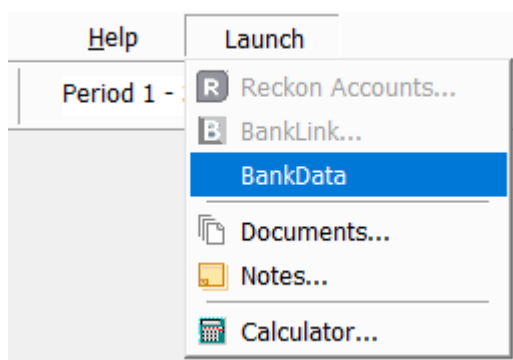 Help Launch
Period 1 -
Reckon Accounts...
BankLink...
BankData
Documents...
Notes...
Calculator...